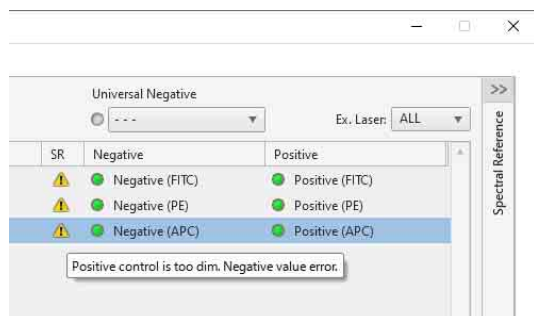 Universal Negative
- - -
Ex. Laser: ALL
>>
Spectral Reference
SR Negative Positive
Negative (FITC) Positive (FITC)
Negative (PE) Positive (PE)
Negative (APC) Positive (APC)
Positive control is too dim. Negative value error.